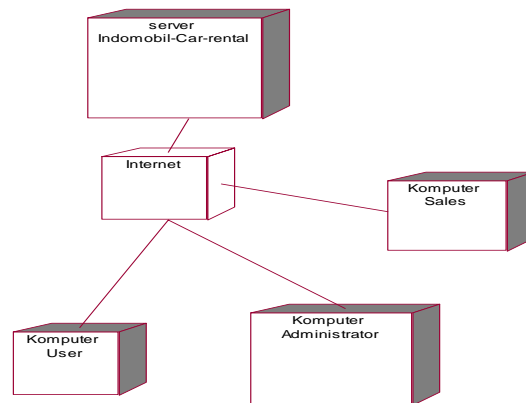 server
Indomobil-Car-rental
Internet
Komputer
Sales
Komputer
User
Komputer
Administrator